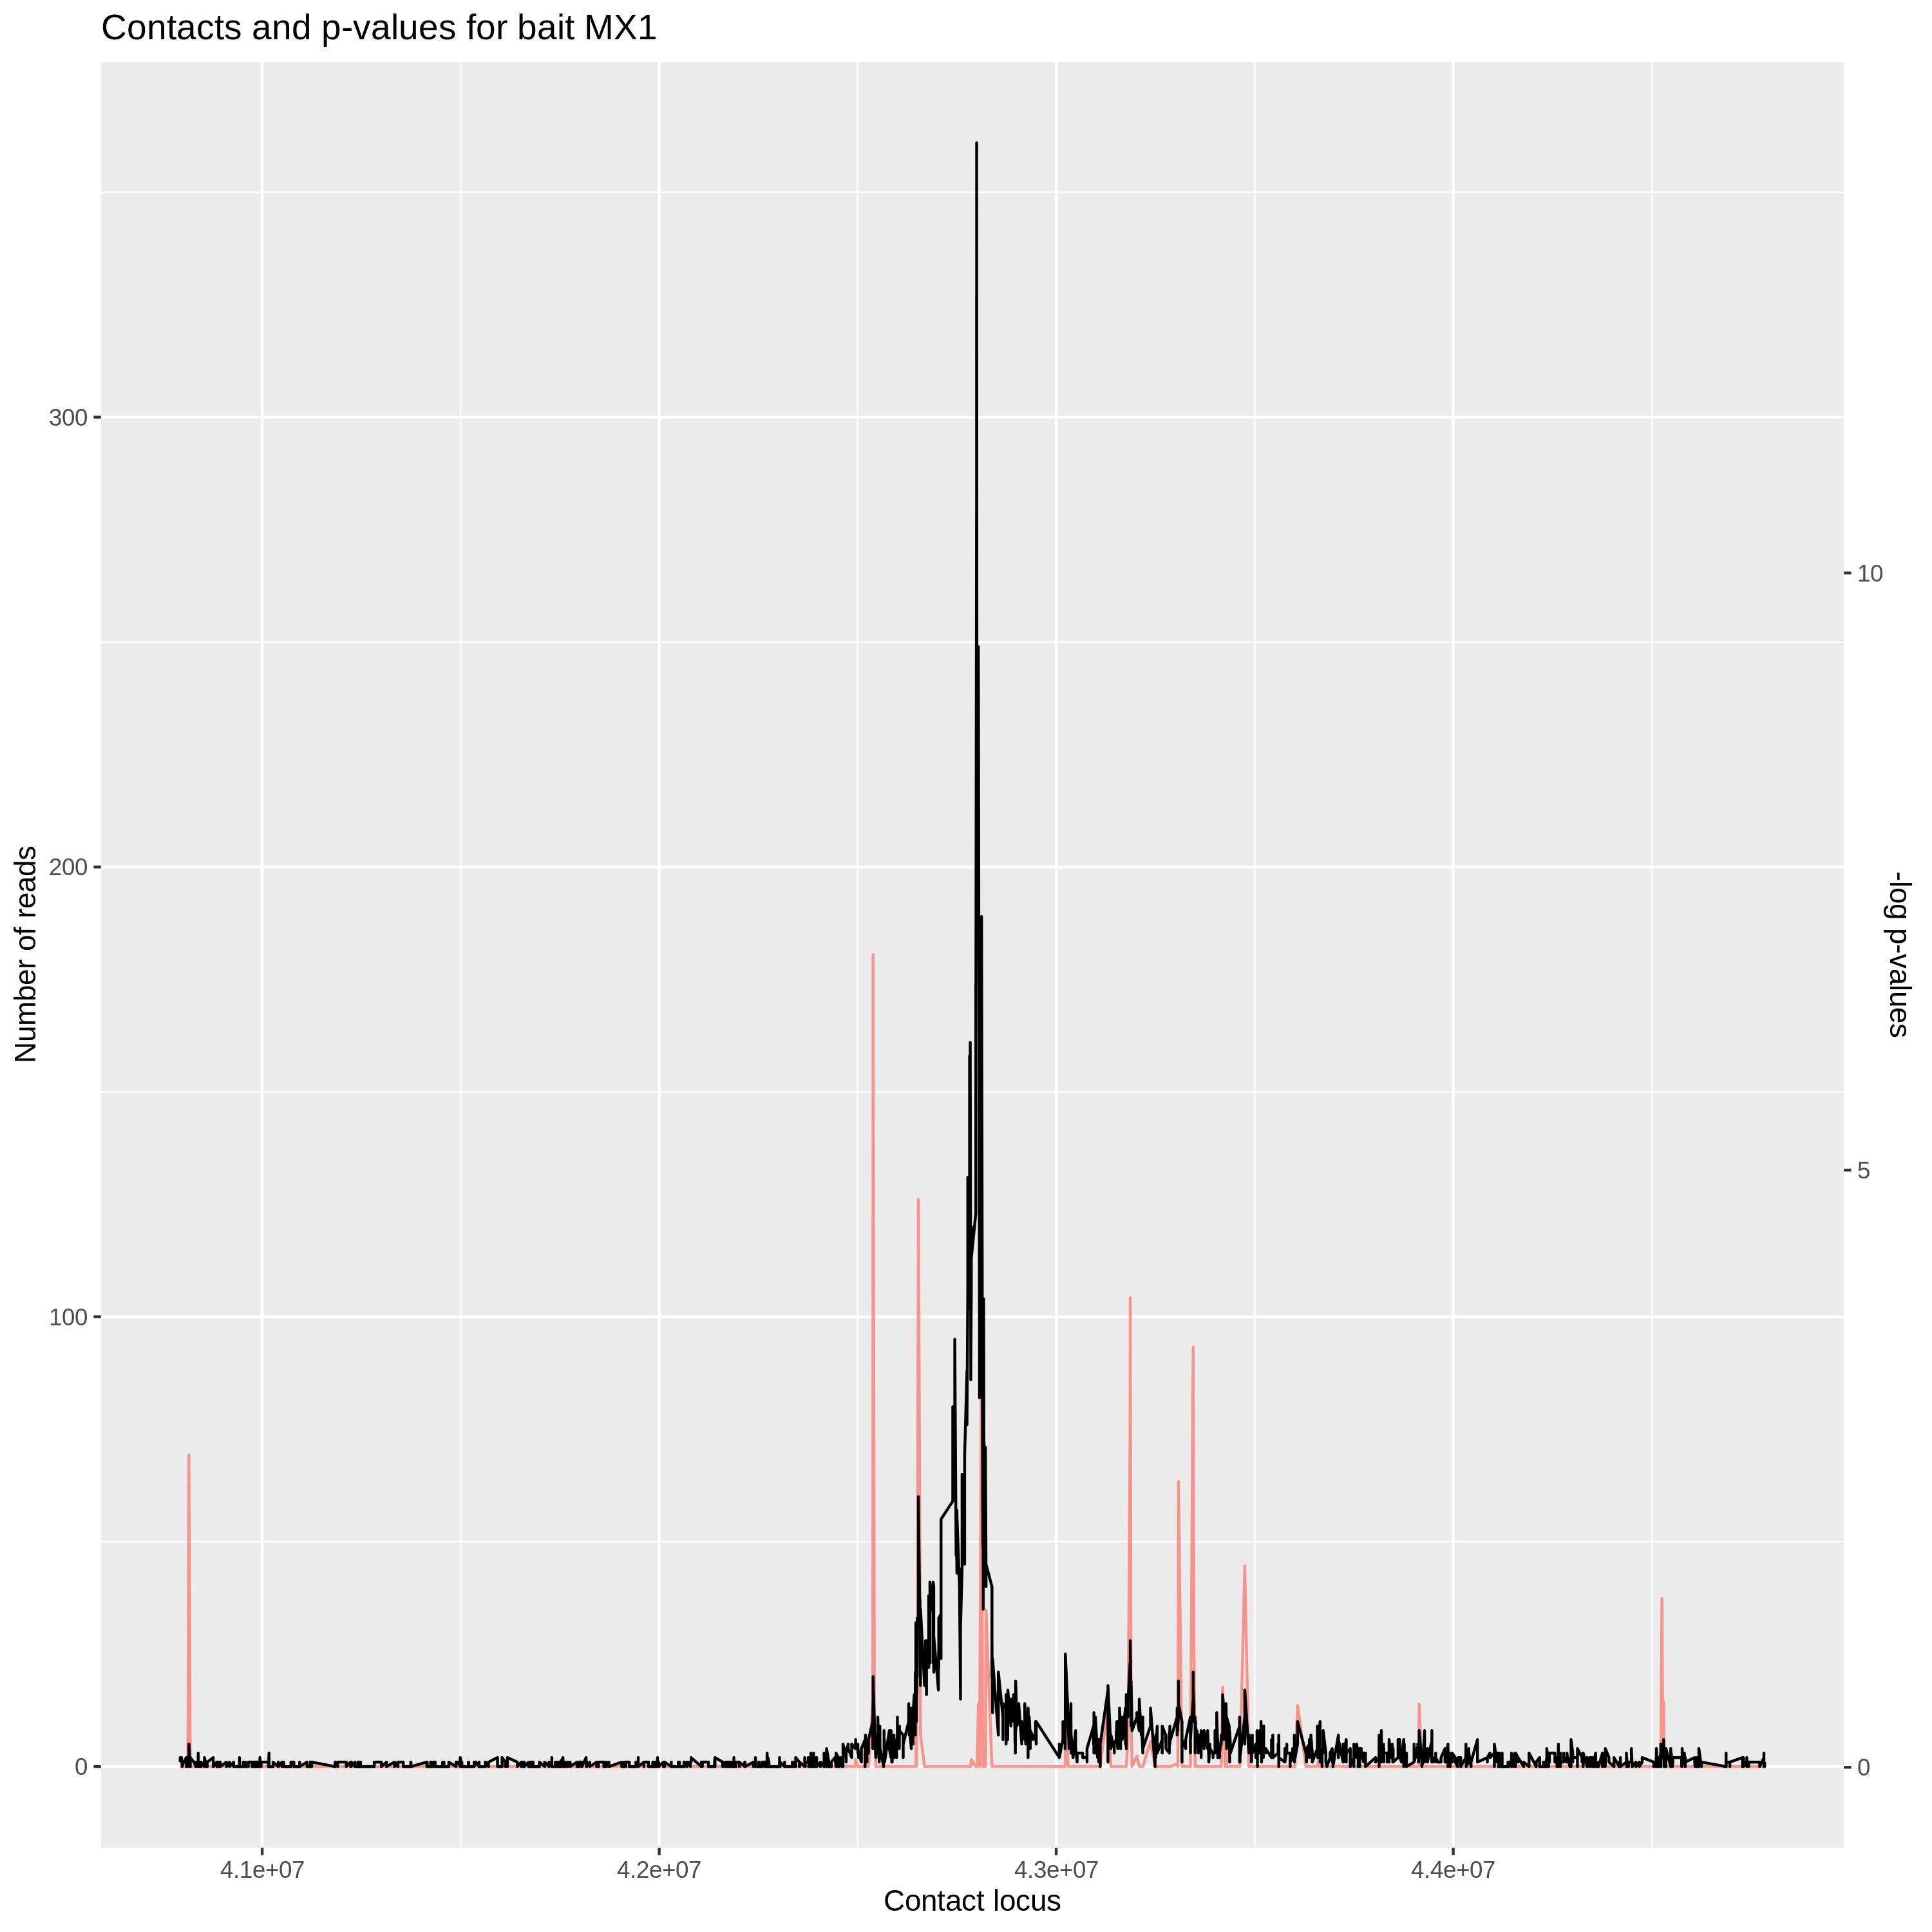 Contacts and p-values for bait MX1
Number of reads
300
200
100
0
10
5
0
-log p-values
4.1e+07
4.2e+07
4.3e+07
4.4e+07
Contact locus